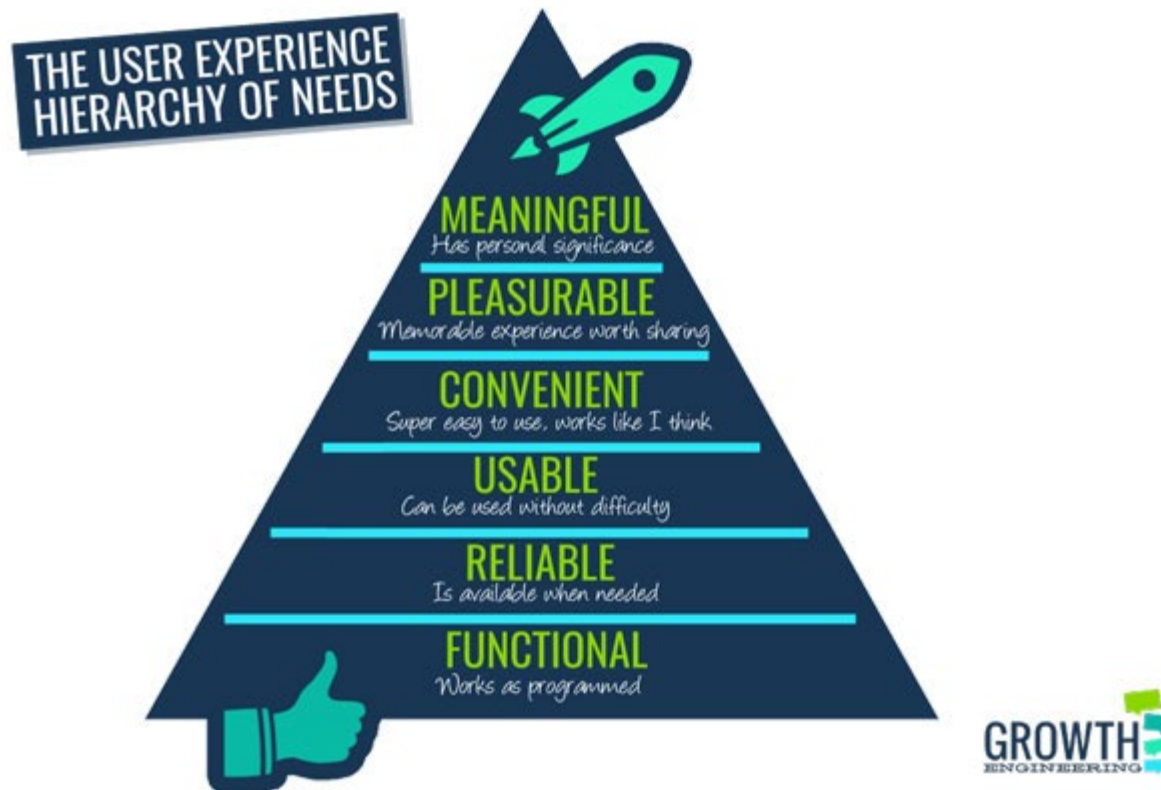 THE USER EXPERIENCE
HIERARCHY OF NEEDS
MEANINGFUL
Has personal significance
PLEASURABLE
Memorable experience worth sharing
CONVENIENT
Super easy to use, works like I think
USABLE
Can be used without difficulty
RELIABLE
Is available when needed
FUNCTIONAL
Works as programmed
GROWTH
ENGINEERING